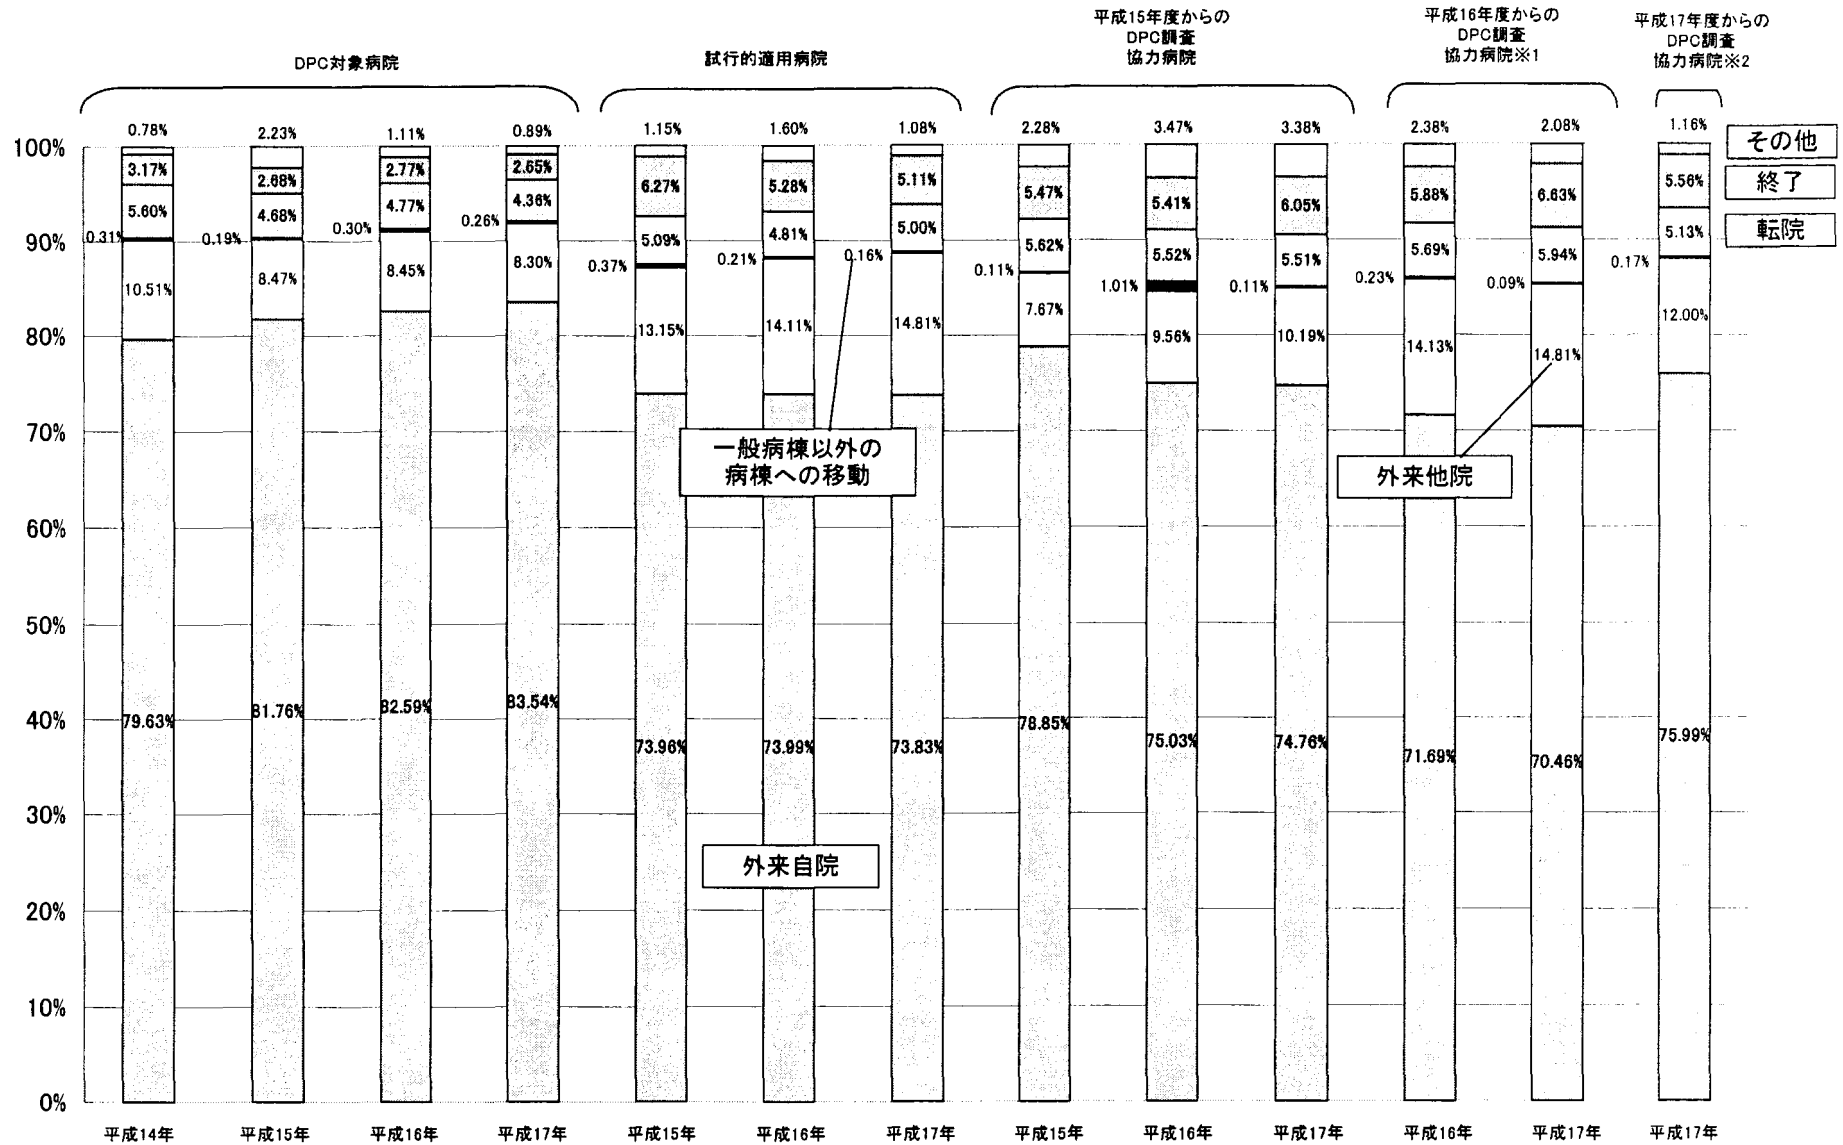 DPC対象病院
試行的適用病院
平成15年度からの
DPC調査
協力病院
平成16年度からの
DPC調査
協力病院※1
平成17年度からの
DPC調査
協力病院※2
0.78%
2.23%
1.11%
0.89%
1.15%
1.60%
1.08%
2.28%
3.47%
3.38%
2.38%
2.08%
1.16%
その他
100%
3.17%
2.68%
2.77%
2.65%
6.27%
5.28%
5.11%
5.47%
5.41%
6.05%
5.88%
6.63%
5.56%
終了
5.60%
4.68%
4.77%
4.36%
5.09%
4.81%
5.00%
5.62%
5.52%
5.51%
5.69%
5.94%
5.13%
転院
90%
0.31%
0.19%
0.30%
0.26%
0.37%
0.21%
0.16%
0.11%
1.01%
0.11%
0.23%
0.09%
0.17%
10.51%
8.47%
8.45%
8.30%
13.15%
14.11%
14.81%
7.67%
9.56%
10.19%
14.13%
14.81%
12.00%
80%
70%
一般病棟以外の
病棟への移動
外来他院
60%
50%
40%
79.63%
81.76%
82.59%
83.54%
73.96%
73.99%
73.83%
78.85%
75.03%
74.76%
71.69%
70.46%
75.99%
30%
外来自院
20%
10%
0%
平成14年
平成15年
平成16年
平成17年
平成15年
平成16年
平成17年
平成15年
平成16年
平成17年
平成16年
平成17年
平成17年